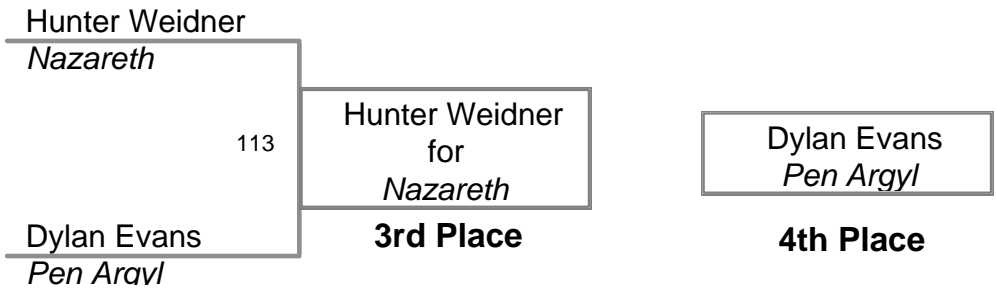 Hunter Weidner
Nazareth
113
Hunter Weidner
for
Nazareth
3rd Place
Dylan Evans
Pen Argyl
4th Place
Dylan Evans
Pen Argyl